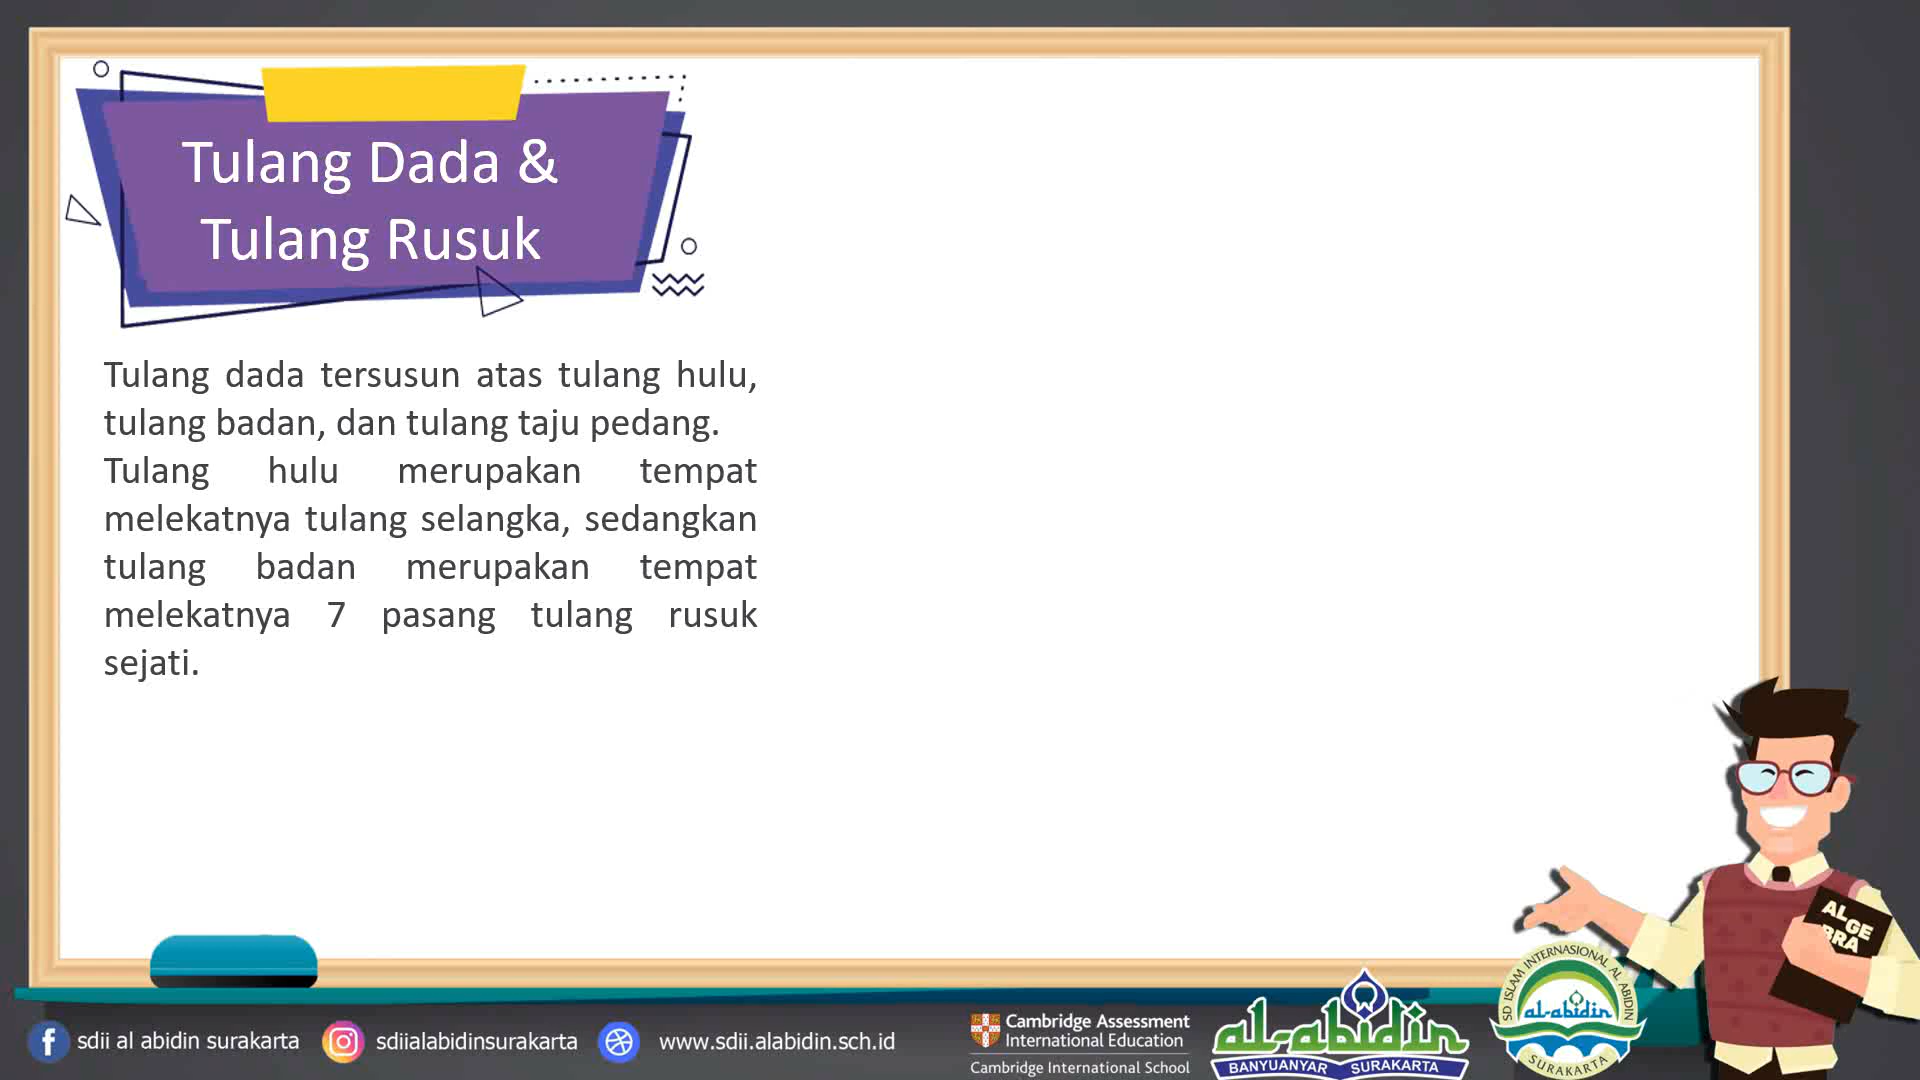 Tulang Dada &
Tulang Rusuk
Tulang dada tersusun atas tulang hulu,
tulang badan, dan tulang taju pedang.
Tulang hulu merupakan tempat
melekatnya tulang selangka, sedangkan
tulang badan merupakan tempat
melekatnya 7 pasang tulang rusuk
sejati.
ALGE
BRA
sdii al abidin surakarta
sdiialabidinsurakarta
www.sdii.alabidin.sch.id
Cambridge Assessment
International Education
Cambridge International School
al-abidin
BANYUANYAR SURAKARTA
SD ISLAM INTERNASIONAL AL ABIDIN
al-abidin
SURAKARTA